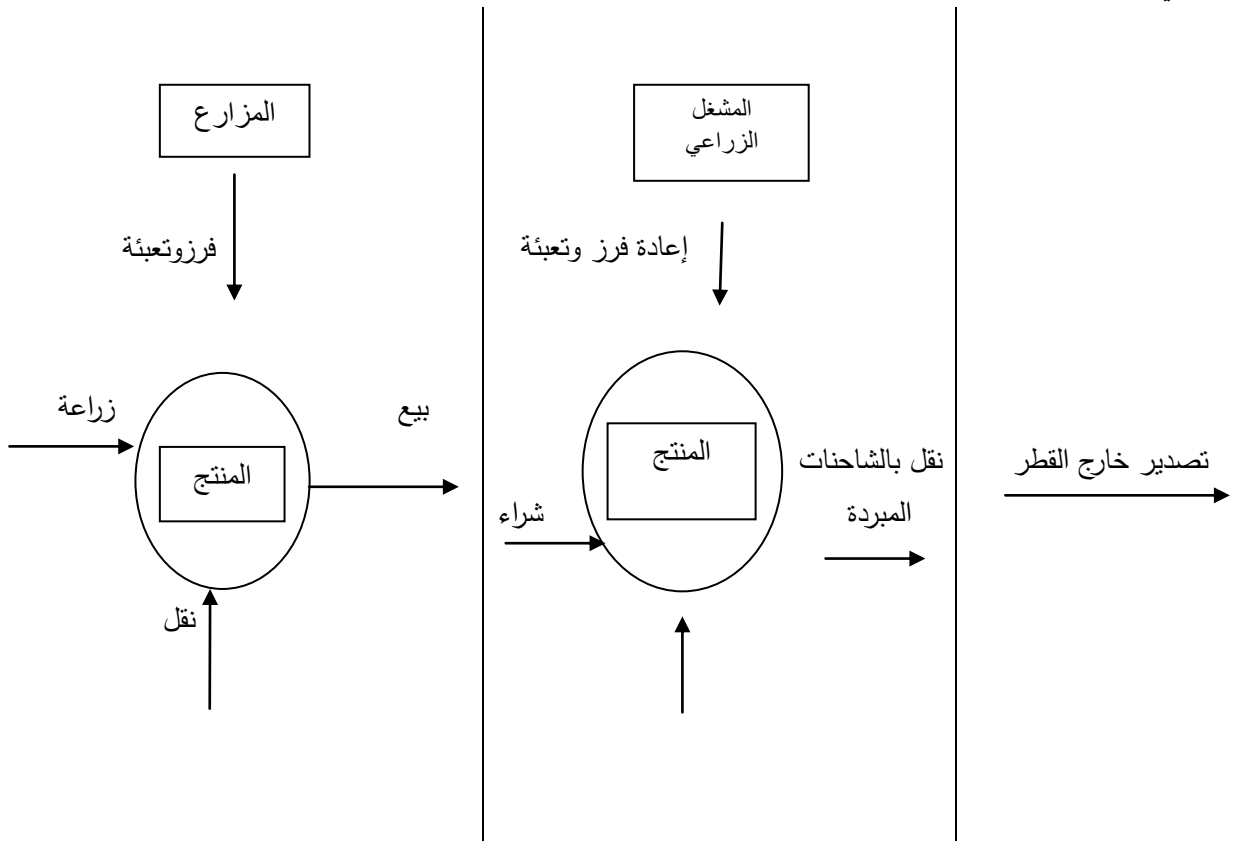 المزارع
فرزوتعبئة
زراعة
المنتج
بيع
نقل
المشغل
الزراعي
إعادة فرز وتعبئة
شراء
المنتج
نقل بالشاحنات
المبردة
تصدير خارج القطر